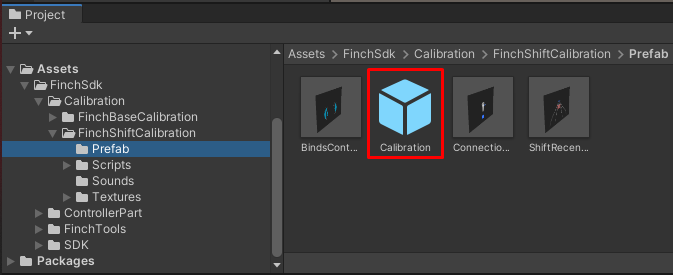 Project
Assets > FinchSdk > Calibration > FinchShiftCalibration > Prefab
Assets
FinchSdk
Calibration
FinchBaseCalibration
FinchShiftCalibration
Prefab
Scripts
Sounds
Textures
ControllerPart
FinchTools
SDK
Packages
BindsCont... Calibration Connectio... ShiftRecen...